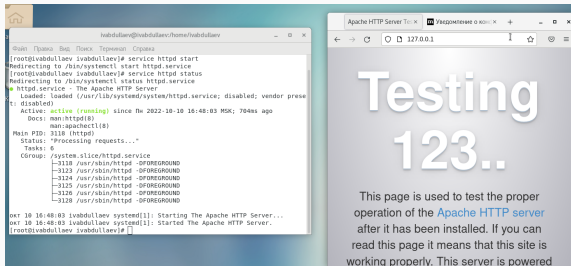 ivabdullaev@ivabdullaev:/home/ivabdullaev
Файл Правка Вид Поиск Терминал Справка
[root@ivabdullaev ivabdullaev]# service httpd start
Redirecting to /bin/systemctl start httpd.service
[root@ivabdullaev ivabdullaev]# service httpd status
Redirecting to /bin/systemctl status httpd.service
● httpd.service - The Apache HTTP Server
Loaded: loaded (/usr/lib/systemd/system/httpd.service; disabled; vendor prese
t: disabled)
Active: active (running) since Пн 2022-10-10 16:48:03 MSK; 704ms ago
Docs: man:httpd(8)
man:apachectl(8)
Main PID: 3118 (httpd)
Status: "Processing requests..."
Tasks: 6
CGroup: /system.slice/httpd.service
├─3118 /usr/sbin/httpd -DFOREGROUND
├─3123 /usr/sbin/httpd -DFOREGROUND
├─3124 /usr/sbin/httpd -DFOREGROUND
├─3125 /usr/sbin/httpd -DFOREGROUND
├─3126 /usr/sbin/httpd -DFOREGROUND
└─3128 /usr/sbin/httpd -DFOREGROUND
окт 10 16:48:03 ivabdullaev systemd[1]: Starting The Apache HTTP Server...
окт 10 16:48:03 ivabdullaev systemd[1]: Started The Apache HTTP Server.
[root@ivabdullaev ivabdullaev]#
Apache HTTP Server Te
Уведомление о кон
127.0.0.1
Testing
123..
This page is used to test the proper
operation of the Apache HTTP server
after it has been installed. If you can
read this page it means that this site is
working properly. This server is powered